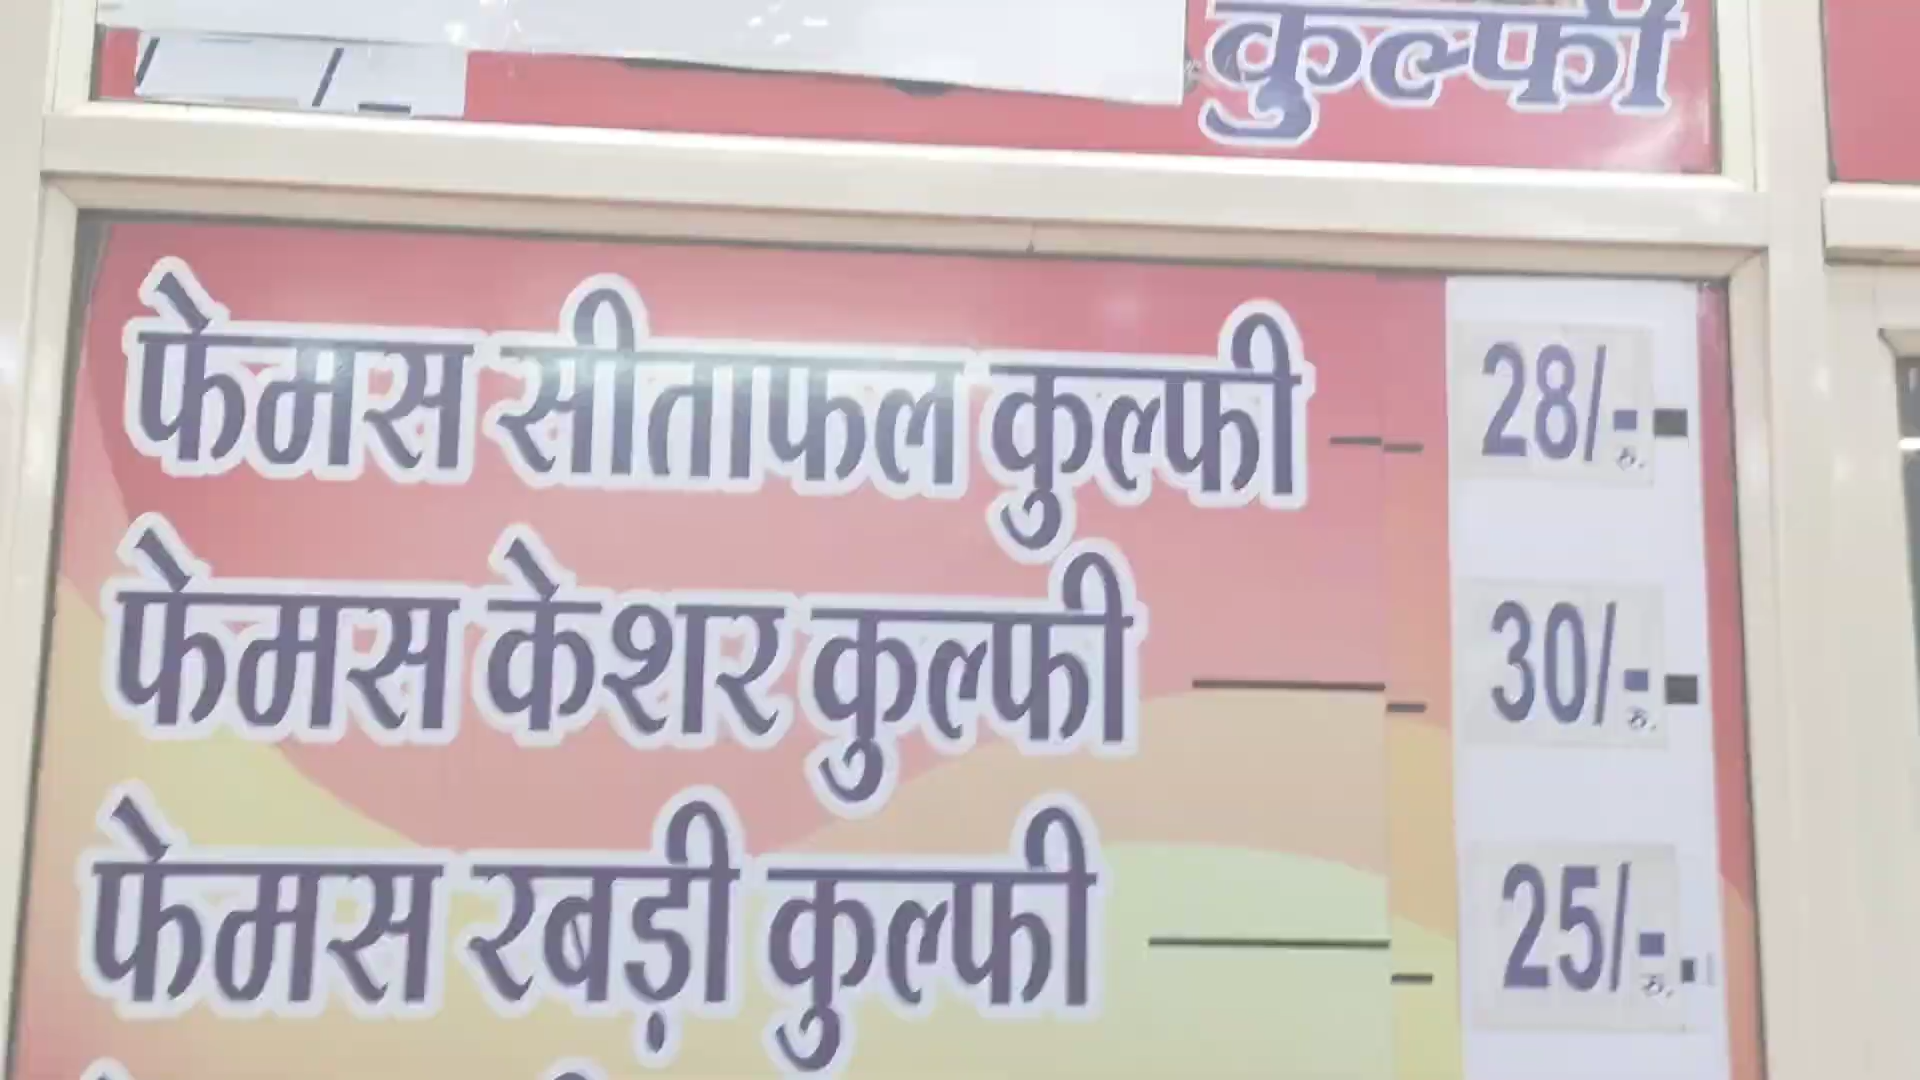 कुल्फी
फेमस सीताफल कुल्फी 28/- रु.
फेमस केशर कुल्फी 30/- रु.
फेमस रबड़ी कुल्फी 25/- रु.